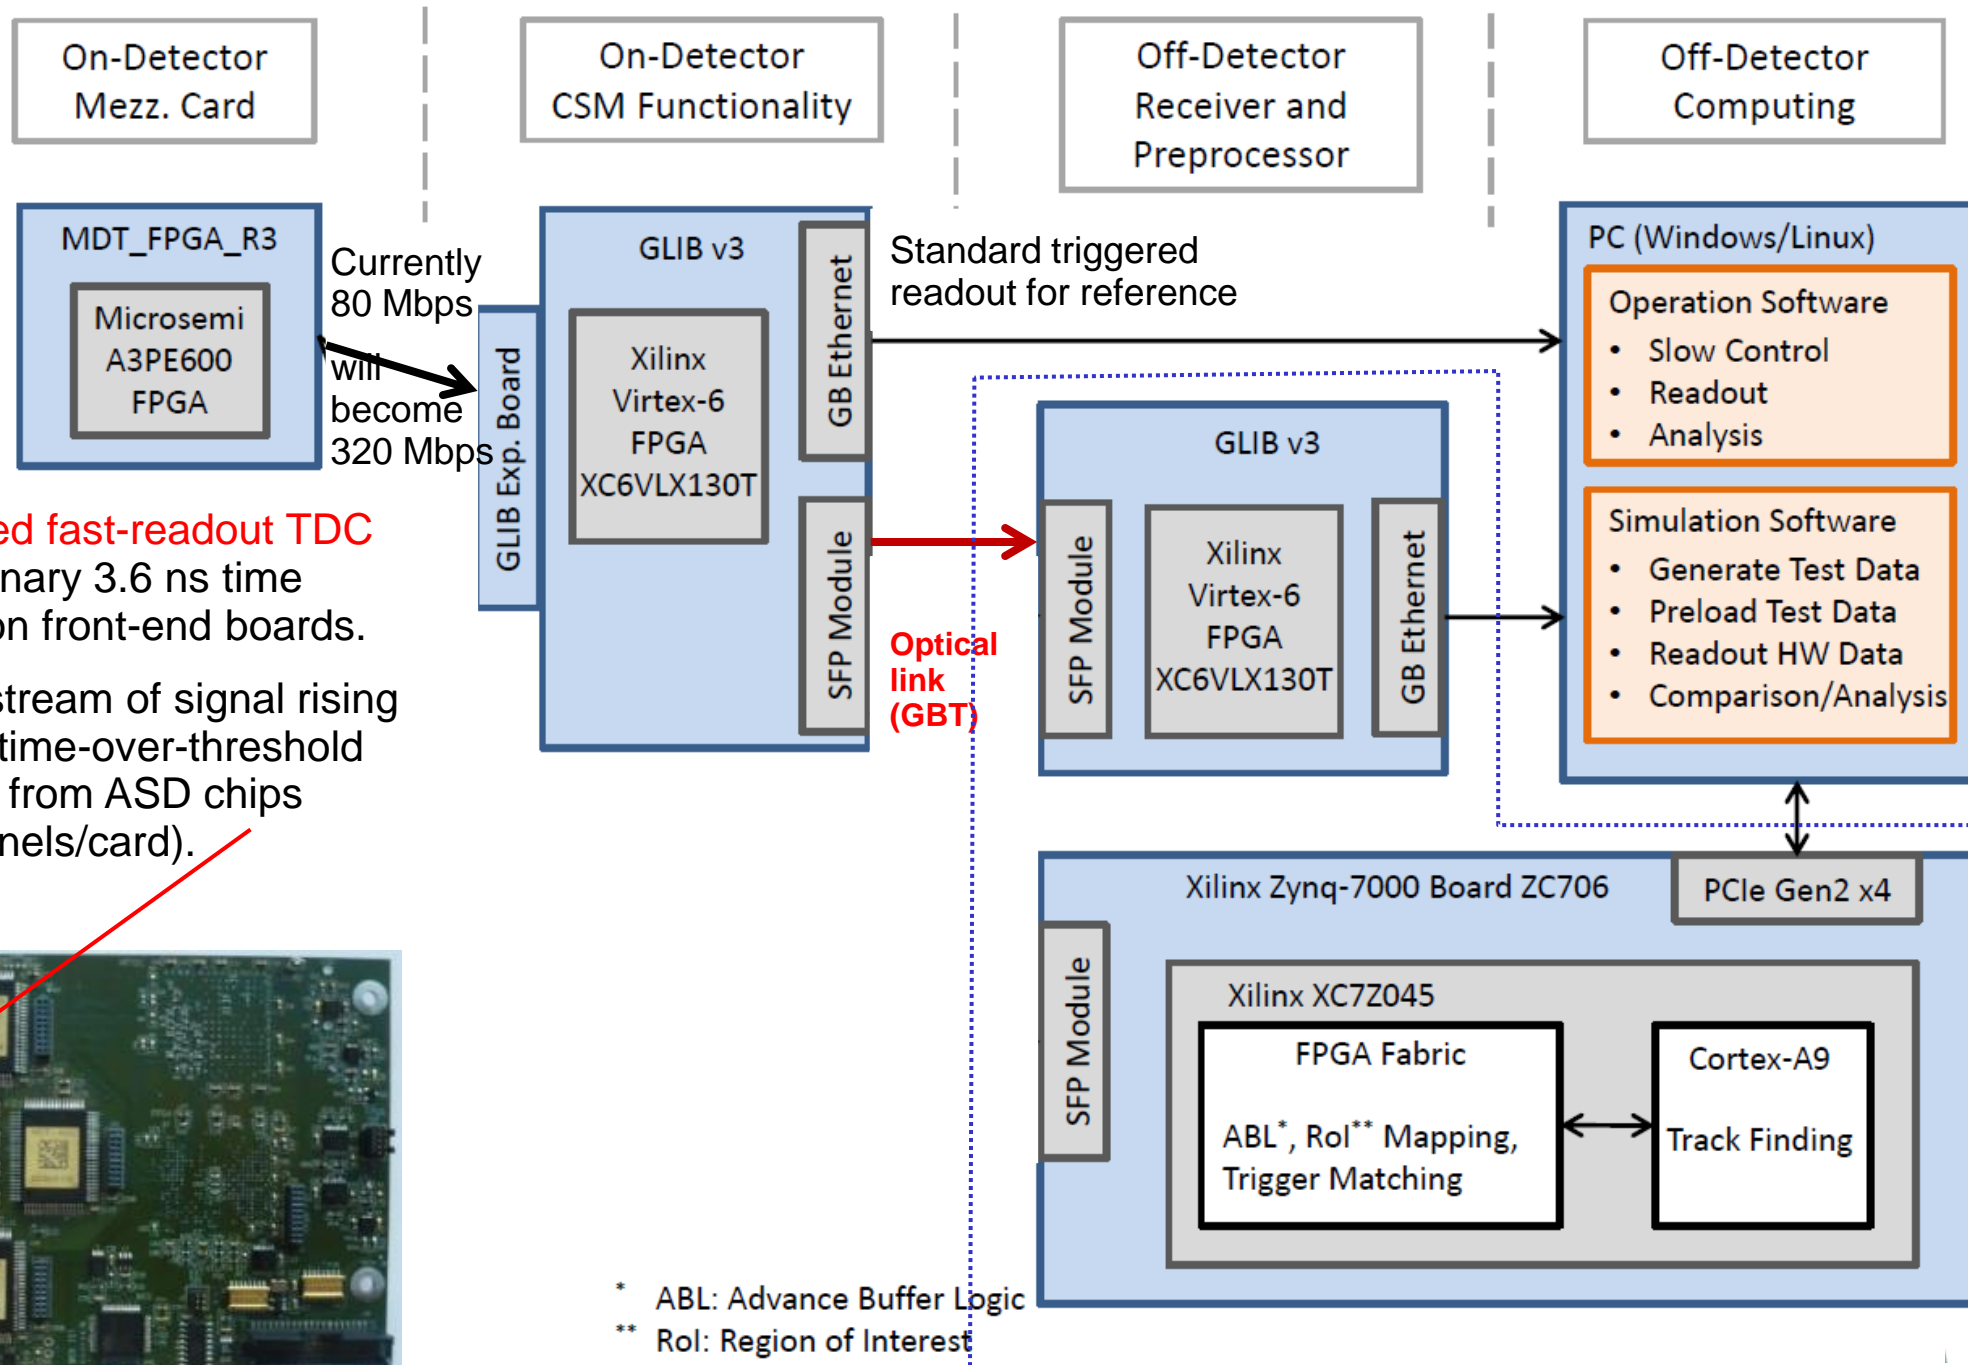 On-Detector
Mezz. Card
On-Detector
CSM Functionality
Off-Detector
Receiver and
Preprocessor
Off-Detector
Computing
MDT_FPGA_R3
Microsemi
A3PE600
FPGA
Currently
80 Mbps
will
become
320 Mbps
GLIB Exp. Board
GLIB v3
Xilinx
Virtex-6
FPGA
XC6VLX130T
GB Ethernet
SFP Module
Standard triggered
readout for reference
Optical
link
(GBT)
GLIB v3
SFP Module
Xilinx
Virtex-6
FPGA
XC6VLX130T
GB Ethernet
PC (Windows/Linux)
Operation Software
• Slow Control
• Readout
• Analysis
Simulation Software
• Generate Test Data
• Preload Test Data
• Readout HW Data
• Comparison/Analysis
ed fast-readout TDC
nary 3.6 ns time
on front-end boards.
stream of signal rising
time-over-threshold
from ASD chips
nels/card).
Xilinx Zynq-7000 Board ZC706
PCIe Gen2 x4
SFP Module
Xilinx XC7Z045
FPGA Fabric
ABL*, RoI** Mapping,
Trigger Matching
Cortex-A9
Track Finding
* ABL: Advance Buffer Logic
** RoI: Region of Interest